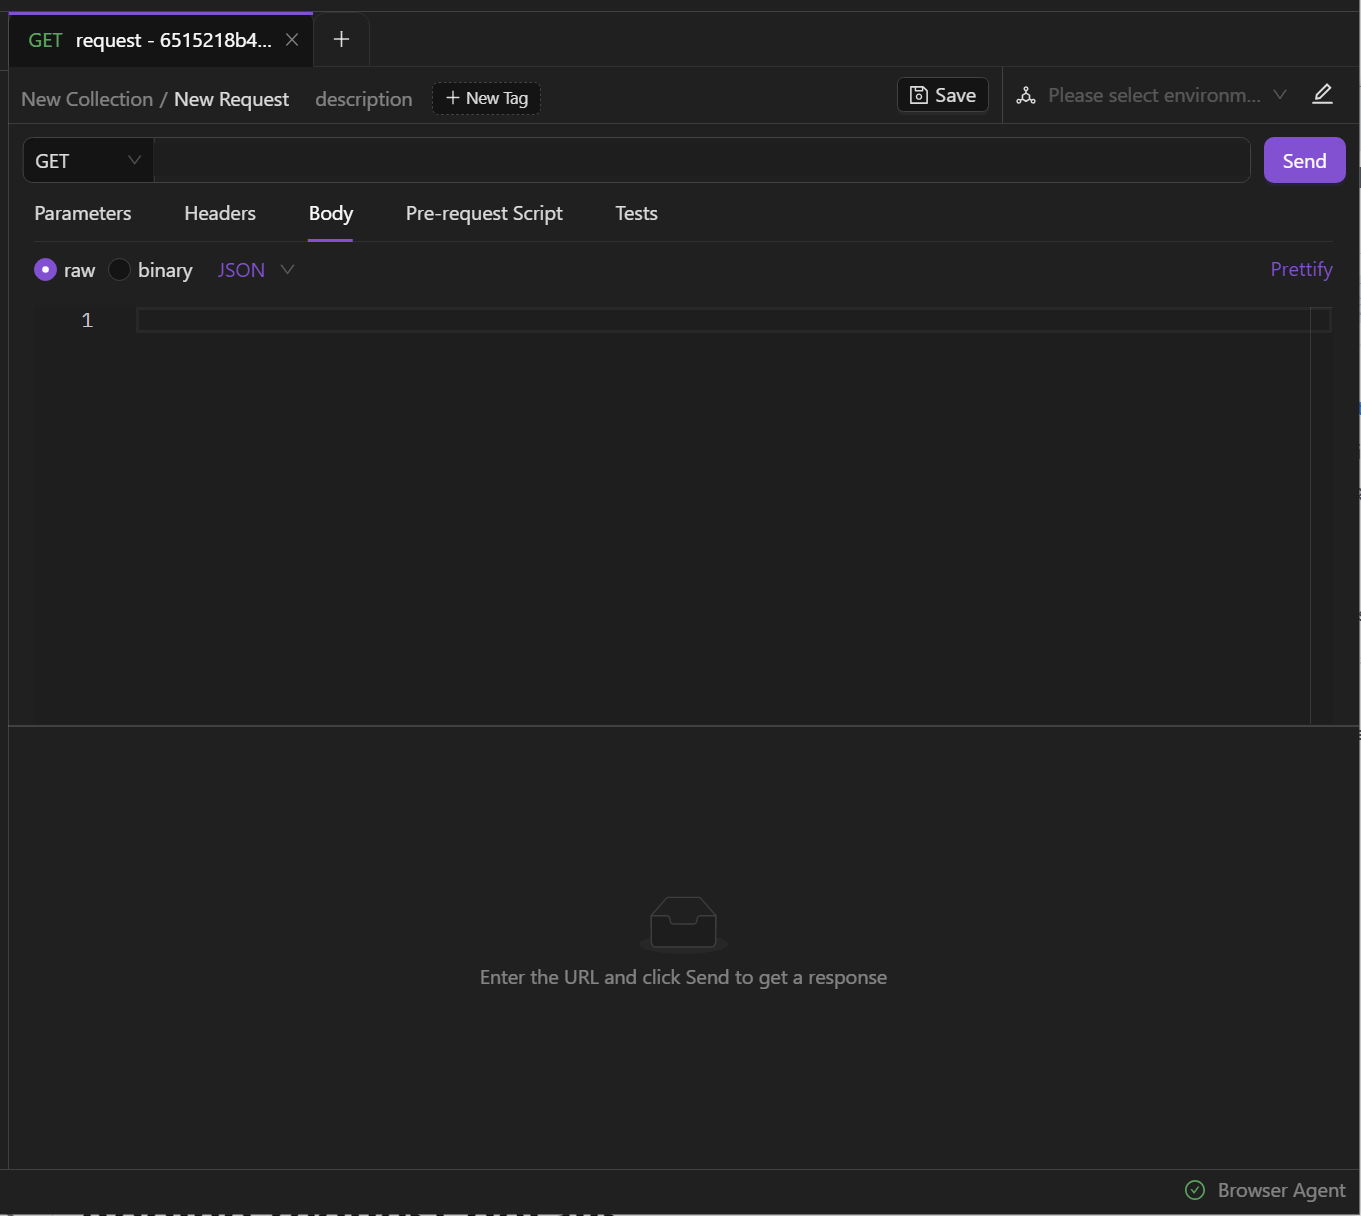 GET request - 6515218b4...
New Collection / New Request description + New Tag Save Please select environm...
GET Send
Parameters Headers Body Pre-request Script Tests
raw binary JSON Prettify
1
Enter the URL and click Send to get a response
Browser Agent